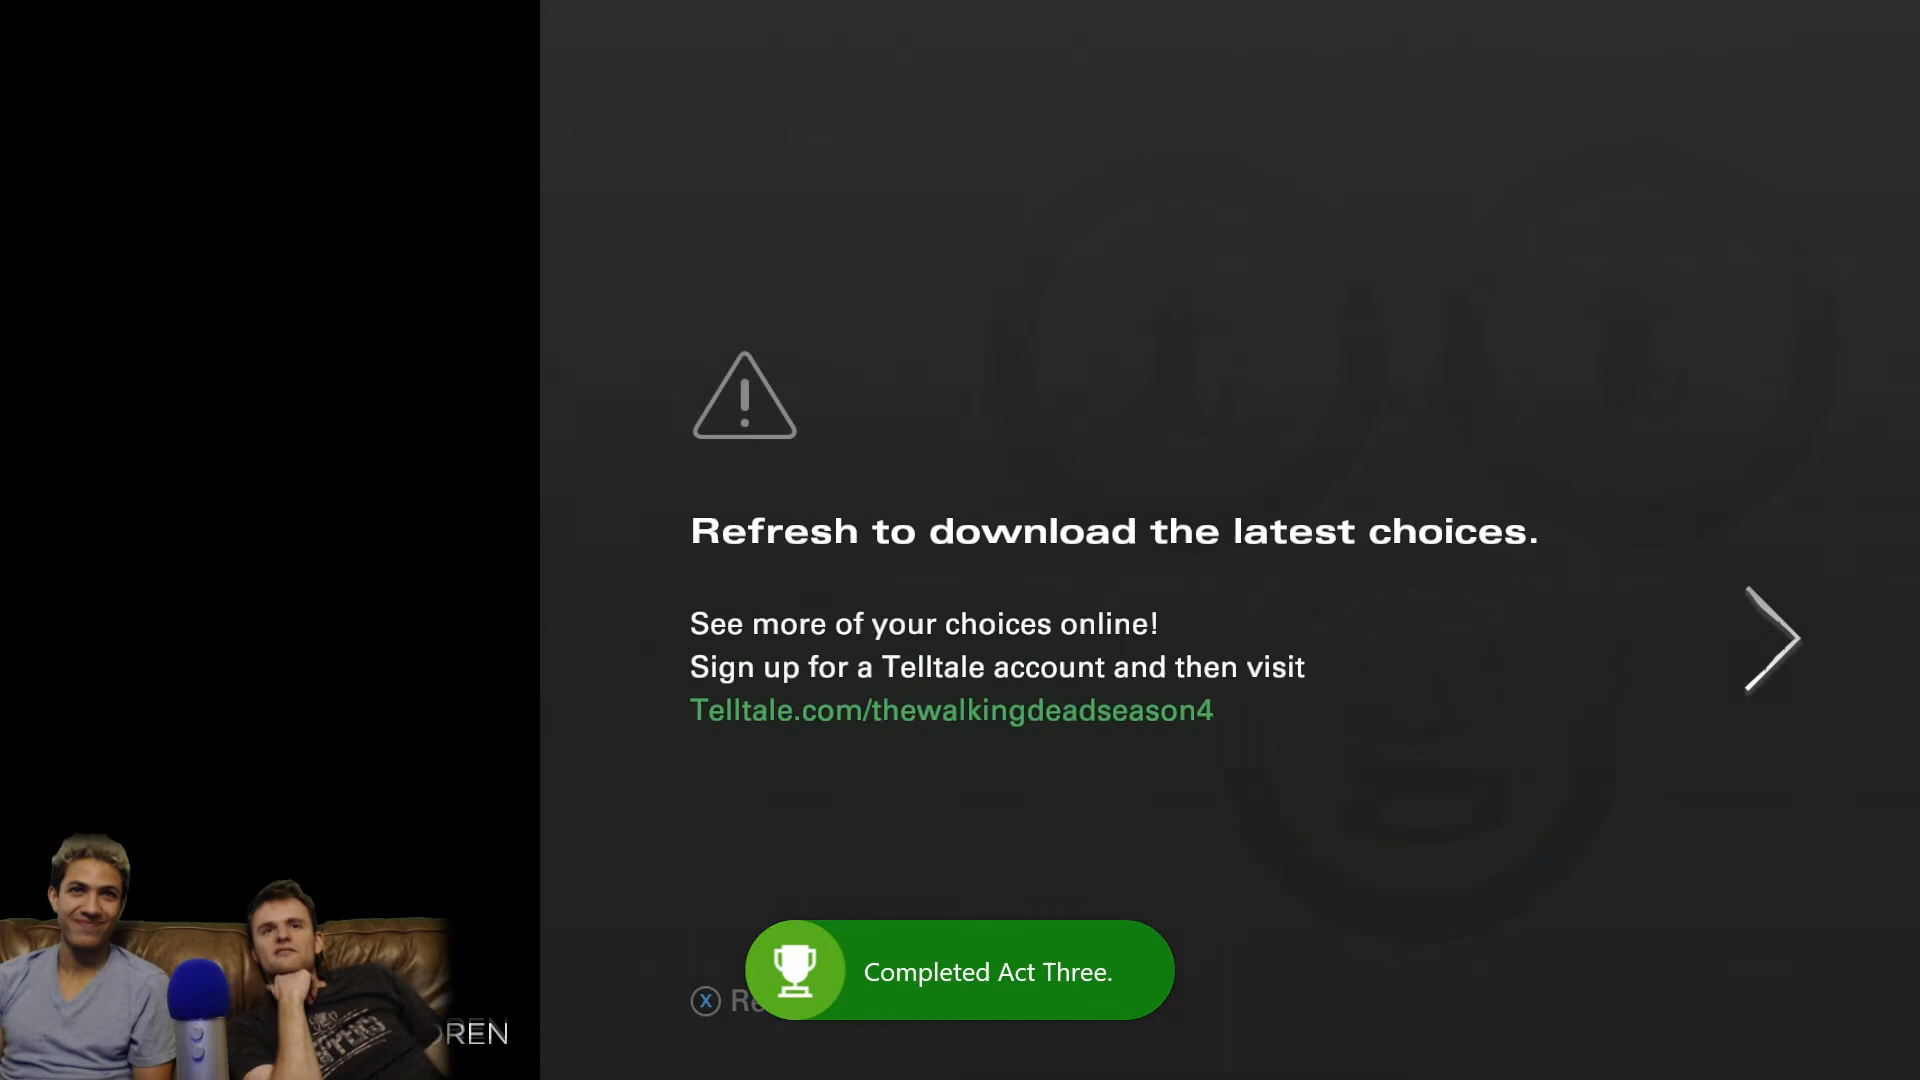 Refresh to download the latest choices.
See more of your choices online!
Sign up for a Telltale account and then visit
Telltale.com/thewalkingdeadseason4
Completed Act Three.
X